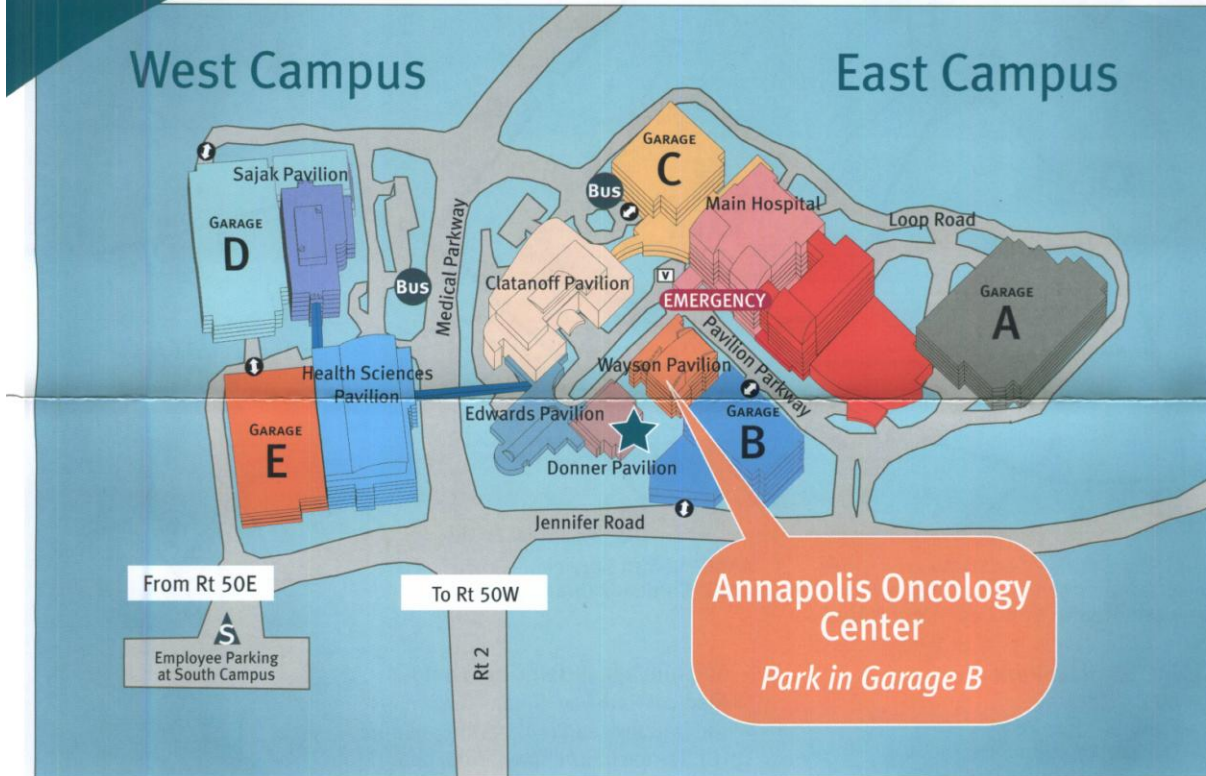 West Campus
East Campus
GARAGE
C
Sajak Pavilion
Bus
Main Hospital
GARAGE
D
Loop Road
Medical Parkway
Bus
Clatanoff Pavilion
V
EMERGENCY
GARAGE
A
Pavilion Parkway
Wayson Pavilion
Health Sciences
Pavilion
Edwards Pavilion
GARAGE
B
GARAGE
E
Donner Pavilion
Jennifer Road
From Rt 50E
To Rt 50W
S
Employee Parking
at South Campus
Rt 2
Annapolis Oncology
Center
Park in Garage B